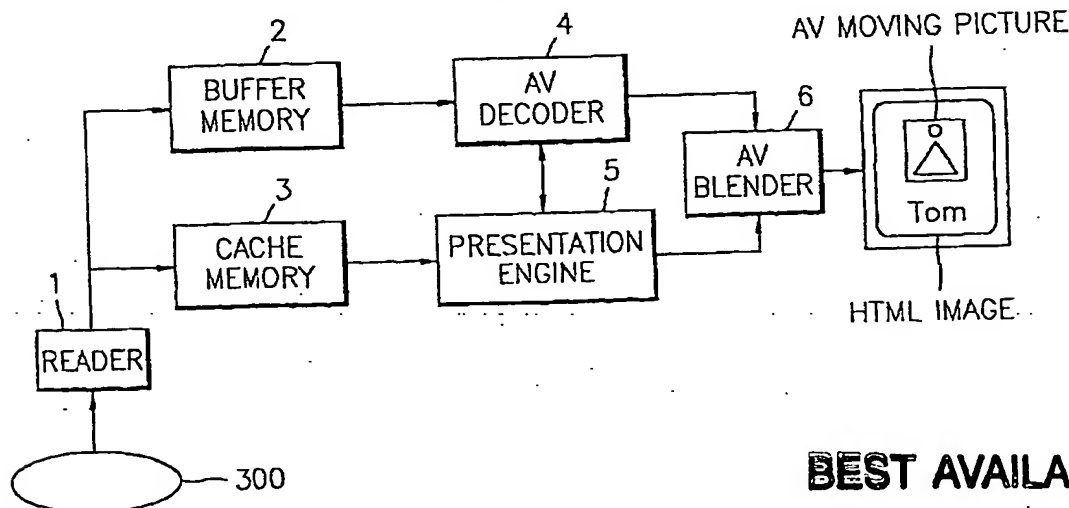 AV MOVING PICTURE
2
BUFFER
MEMORY
4
AV
DECODER
6
AV
BLENDER
Tom
HTML IMAGE
3
CACHE
MEMORY
5
PRESENTATION
ENGINE
1
READER
300
BEST AVAILA